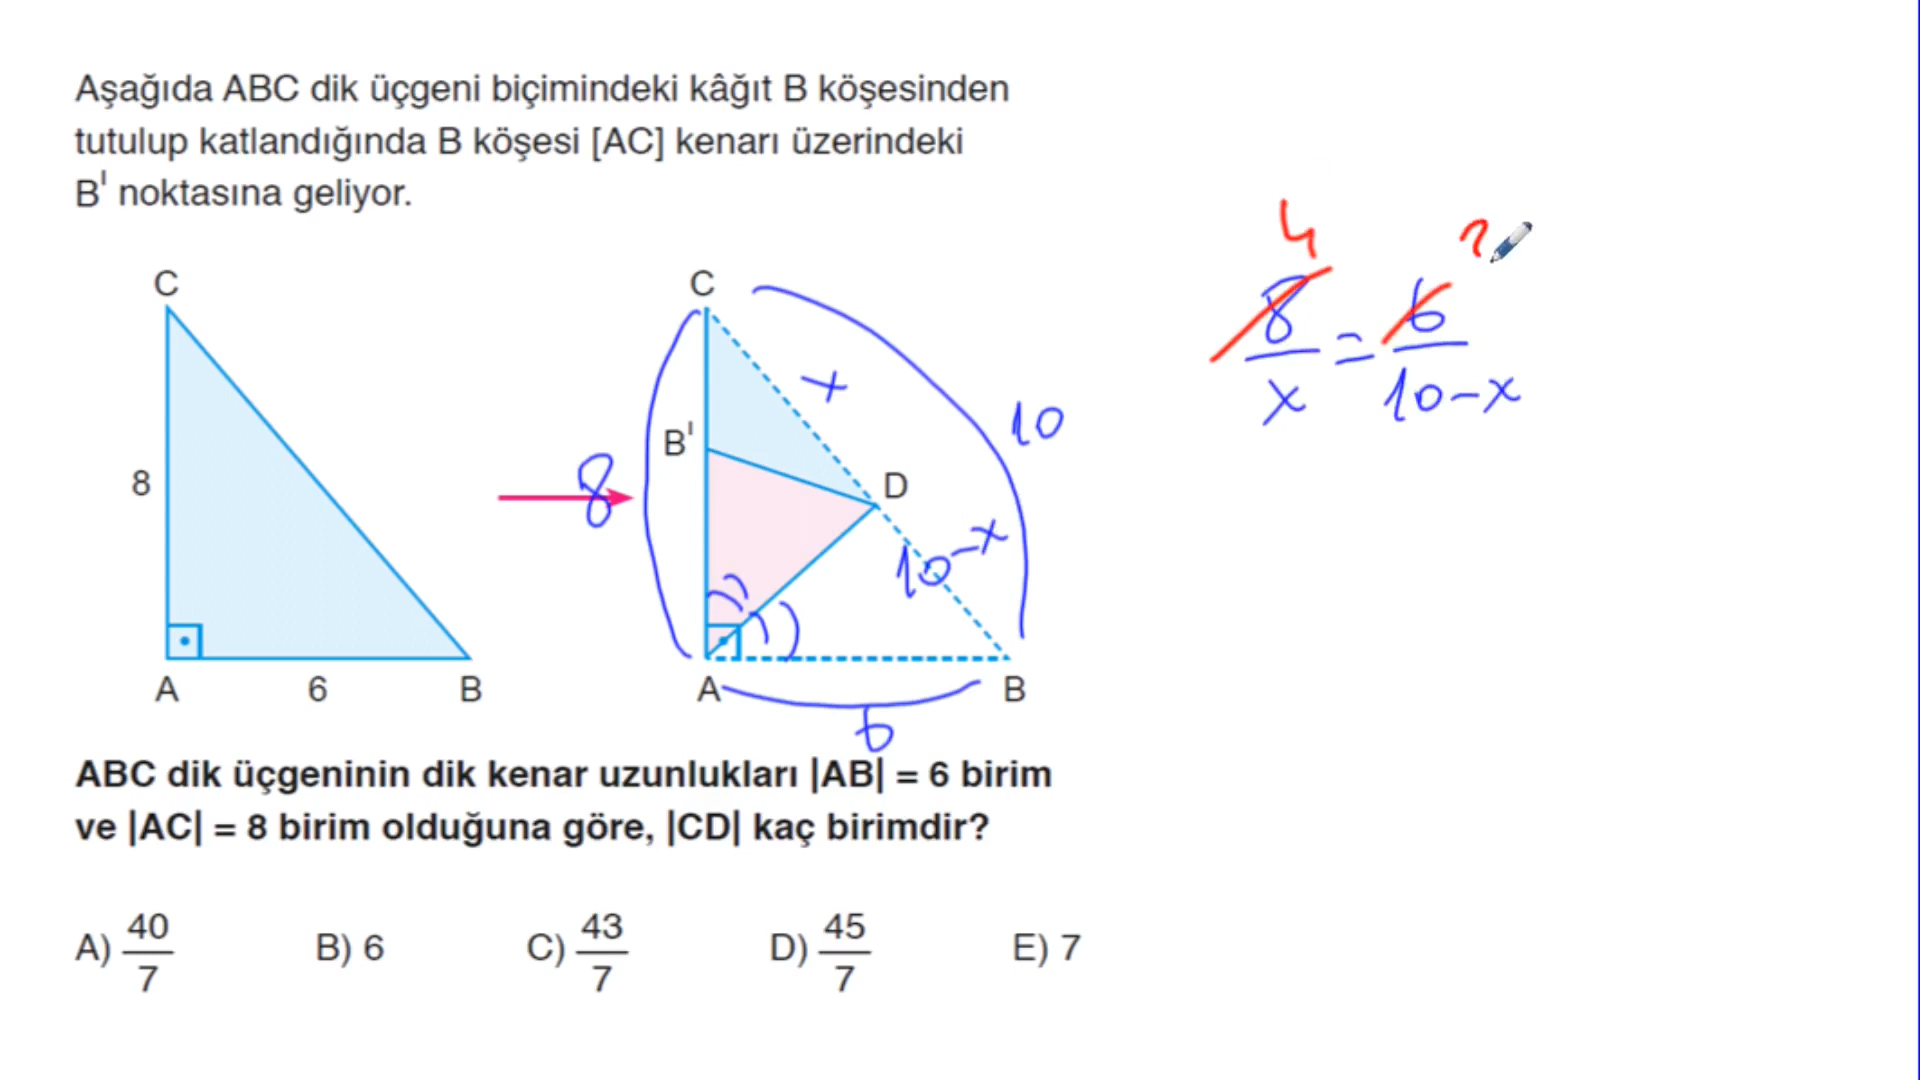 Aşağıda ABC dik üçgeni biçimindeki kâğıt B köşesinden
tutulup katlandığında B köşesi [AC] kenarı üzerindeki
B' noktasına geliyor.
C
8
A 6 B
C
x
10
B'
8
D
10-x
A B
6
4
8/x = 6/10-x
ABC dik üçgeninin dik kenar uzunlukları |AB| = 6 birim
ve |AC| = 8 birim olduğuna göre, |CD| kaç birimdir?
A) 40/7 B) 6 C) 43/7 D) 45/7 E) 7